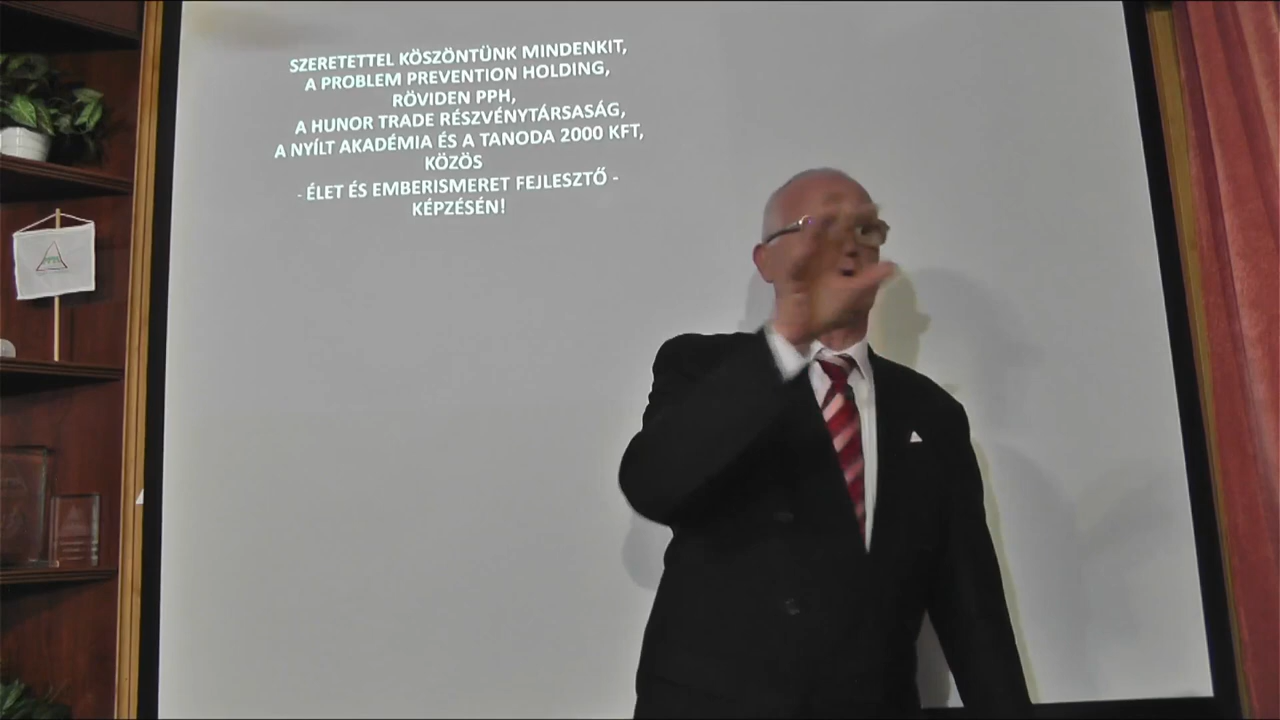 SZERETETTEL KÖSZÖNTÜNK MINDENKIT,
A PROBLEM PREVENTION HOLDING,
RÖVIDEN PPH,
A HUNOR TRADE RÉSZVÉNYTÁRSASÁG,
A NYÍLT AKADÉMIA ÉS A TANODA 2000 KFT,
KÖZÖS
- ÉLET ÉS EMBERISMERET FEJLESZTŐ -
KÉPZÉSÉN!